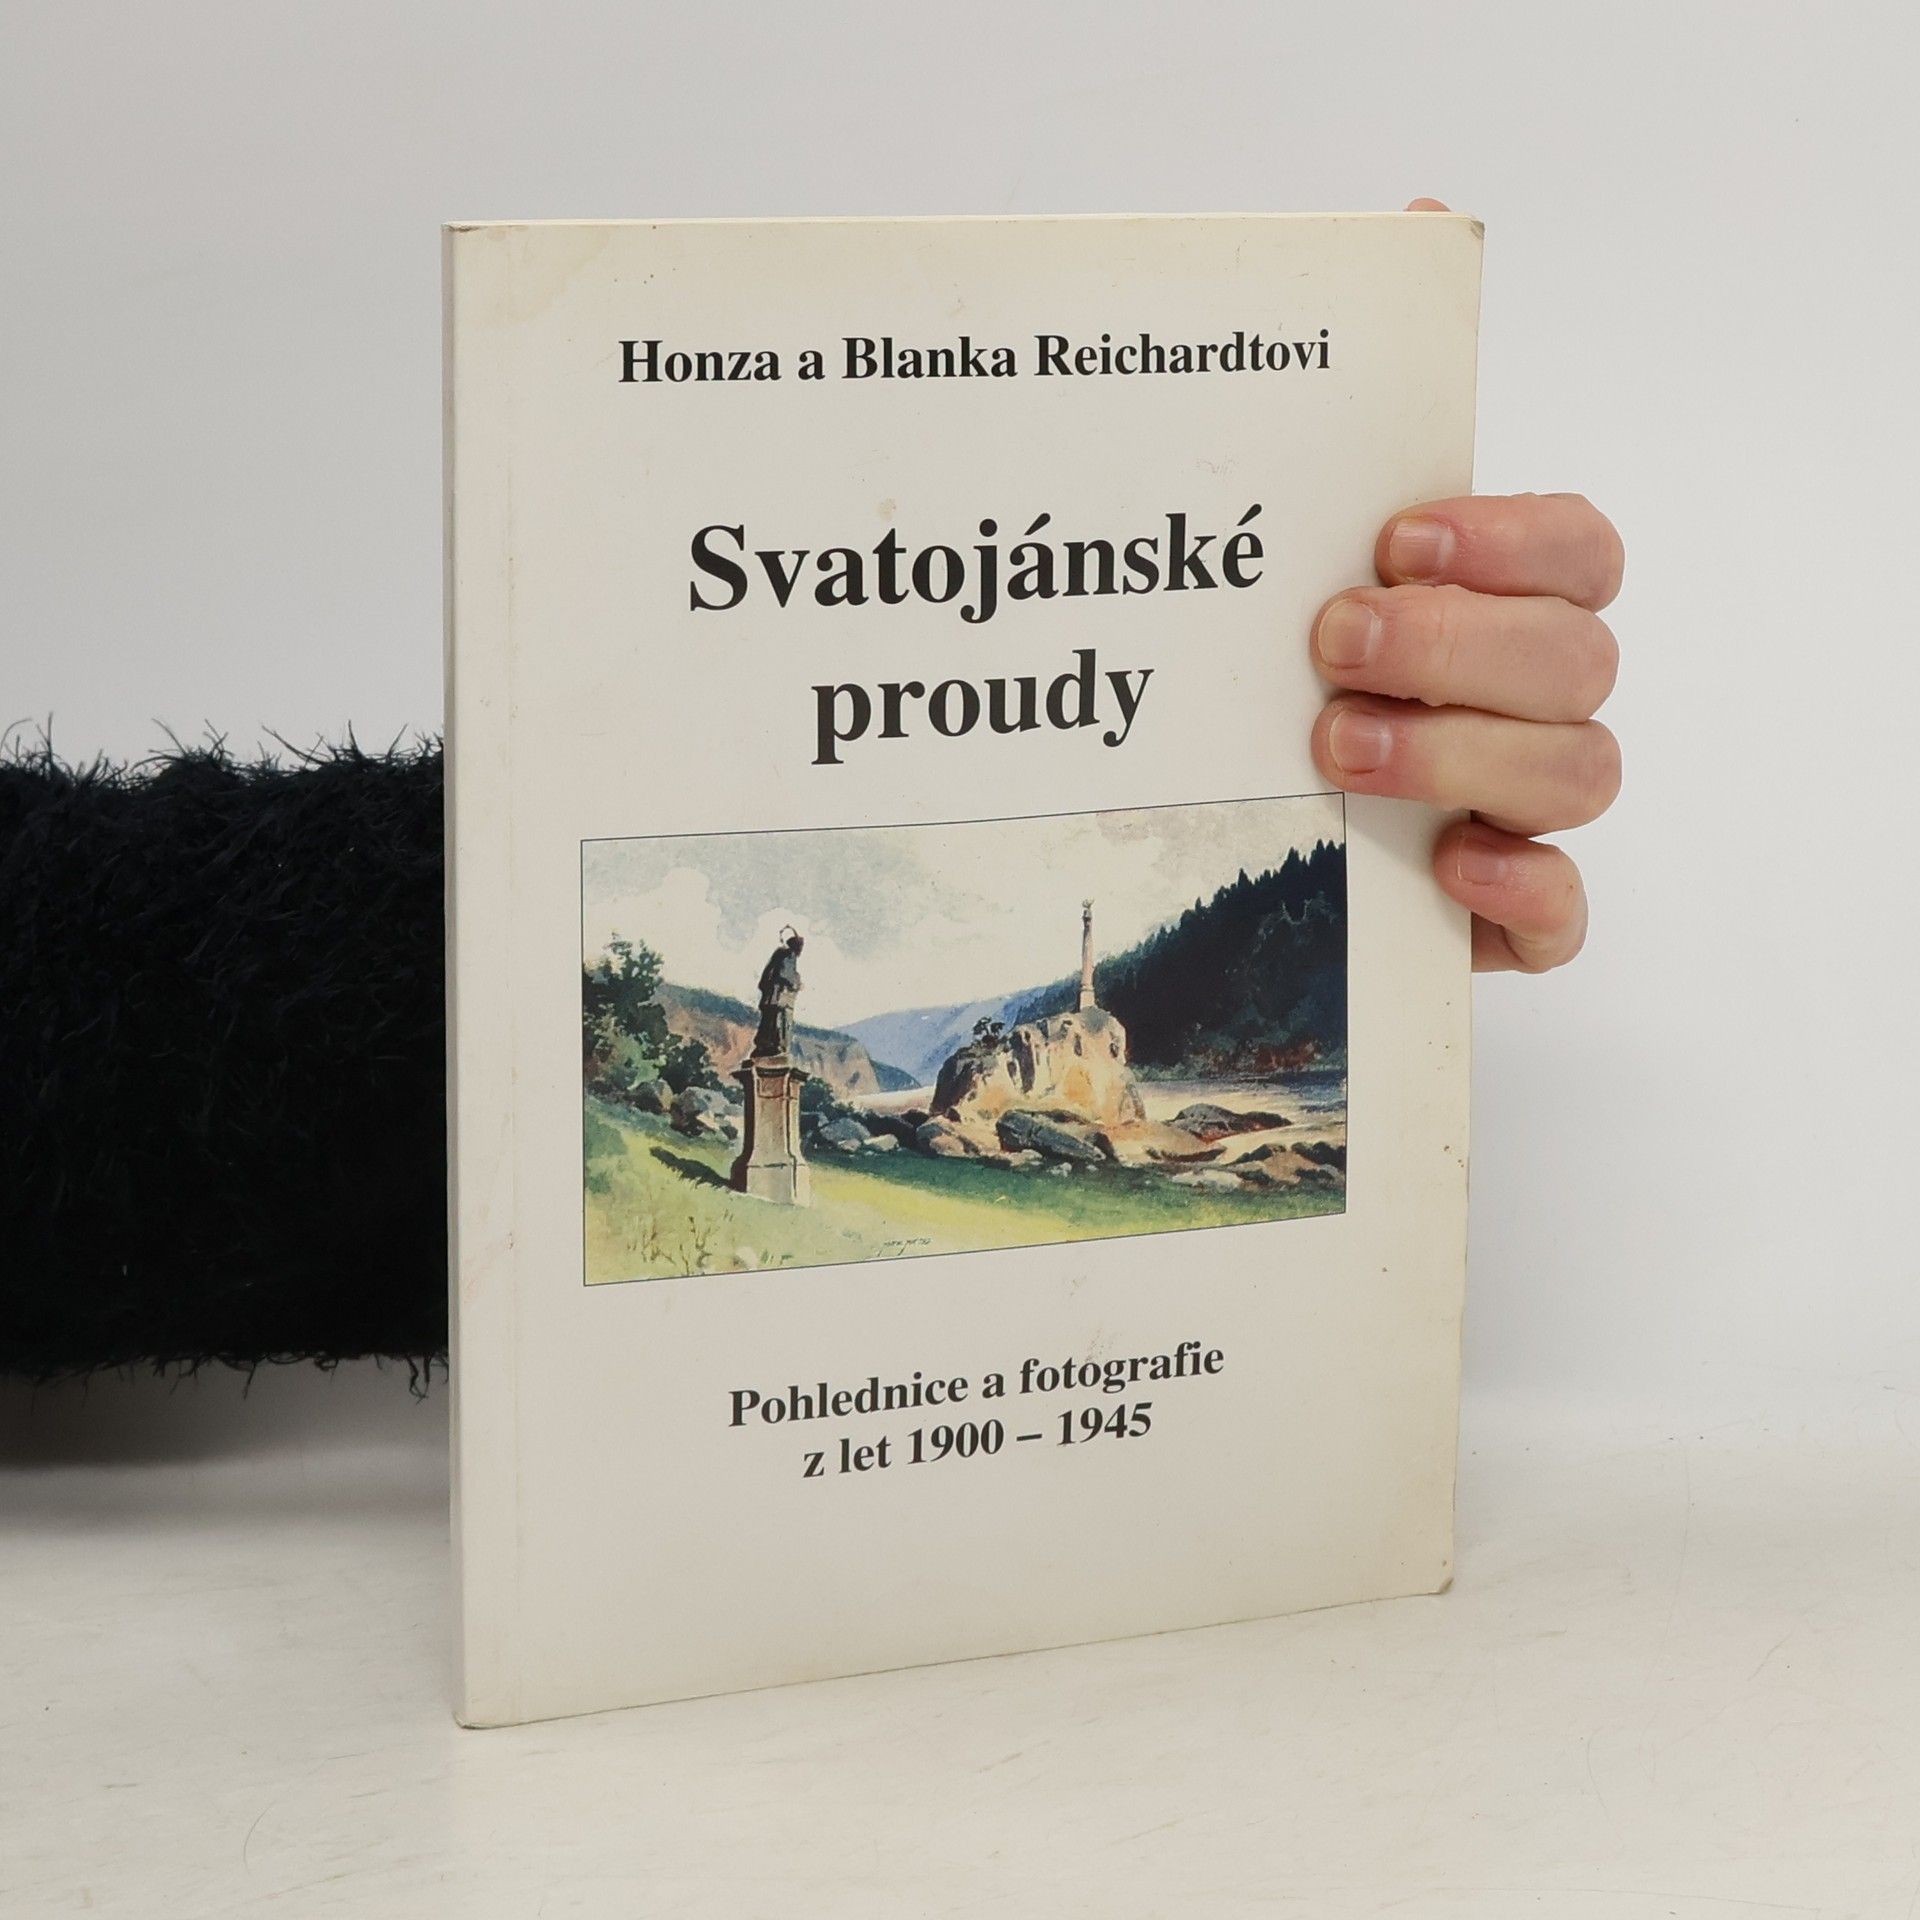 Honza a Blanka Reichardtovi
Svatojánské
proudy
Pohlednice a fotografie
z let 1900 – 1945